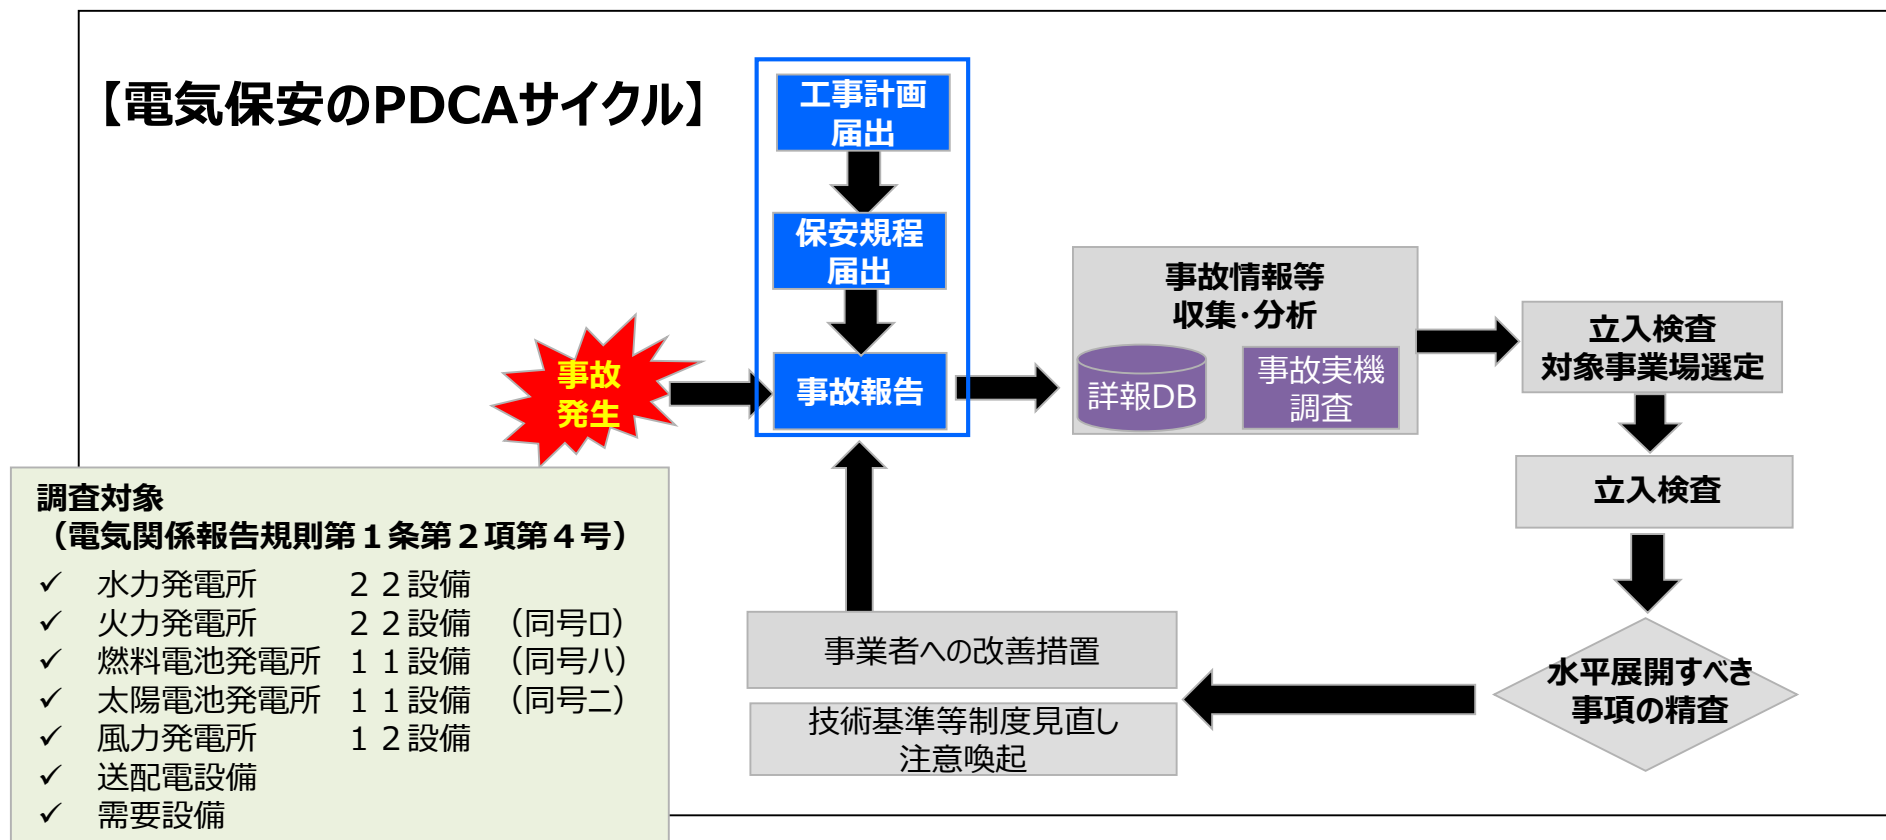 【電気保安のPDCAサイクル】
工事計画
届出
保安規程
届出
事故
発生
事故報告
事故情報等
収集・分析
詳報DB
事故実機
調査
立入検査
対象事業場選定
立入検査
水平展開すべき
事項の精査
事業者への改善措置
技術基準等制度見直し
注意喚起
調査対象
（電気関係報告規則第１条第２項第４号）
✓ 水力発電所 ２２設備
✓ 火力発電所 ２２設備 （同号ロ）
✓ 燃料電池発電所 １１設備 （同号ハ）
✓ 太陽電池発電所 １１設備 （同号ニ）
✓ 風力発電所 １２設備
✓ 送配電設備
✓ 需要設備